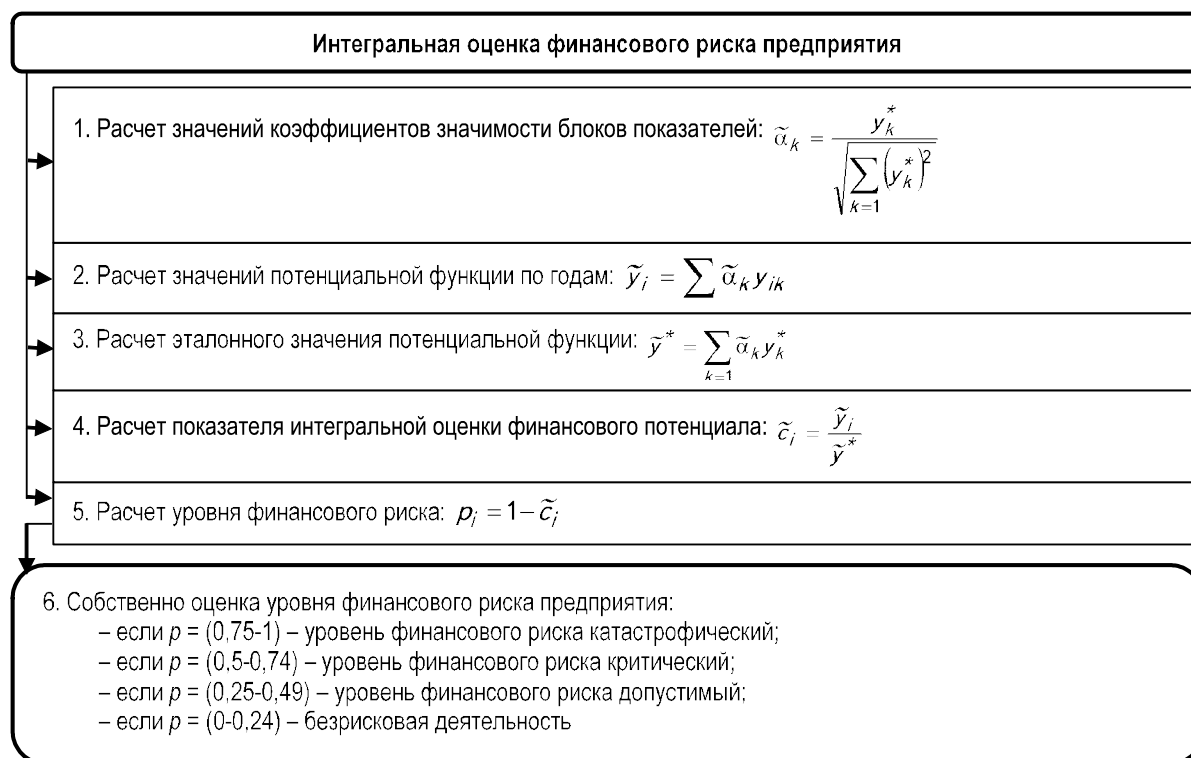 Интегральная оценка финансового риска предприятия
1. Расчет значений коэффициентов значимости блоков показателей: α̃_k = y*_k / √(∑_{k=1} (y*_k)²)
2. Расчет значений потенциальной функции по годам: ỹ_i = ∑ α̃_k y_{ik}
3. Расчет эталонного значения потенциальной функции: ỹ* = ∑_{k=1} α̃_k y*_k
4. Расчет показателя интегральной оценки финансового потенциала: c̃_i = ỹ_i / ỹ*
5. Расчет уровня финансового риска: p_i = 1 − c̃_i
6. Собственно оценка уровня финансового риска предприятия:
– если p = (0,75-1) – уровень финансового риска катастрофический;
– если p = (0,5-0,74) – уровень финансового риска критический;
– если p = (0,25-0,49) – уровень финансового риска допустимый;
– если p = (0-0,24) – безрисковая деятельность